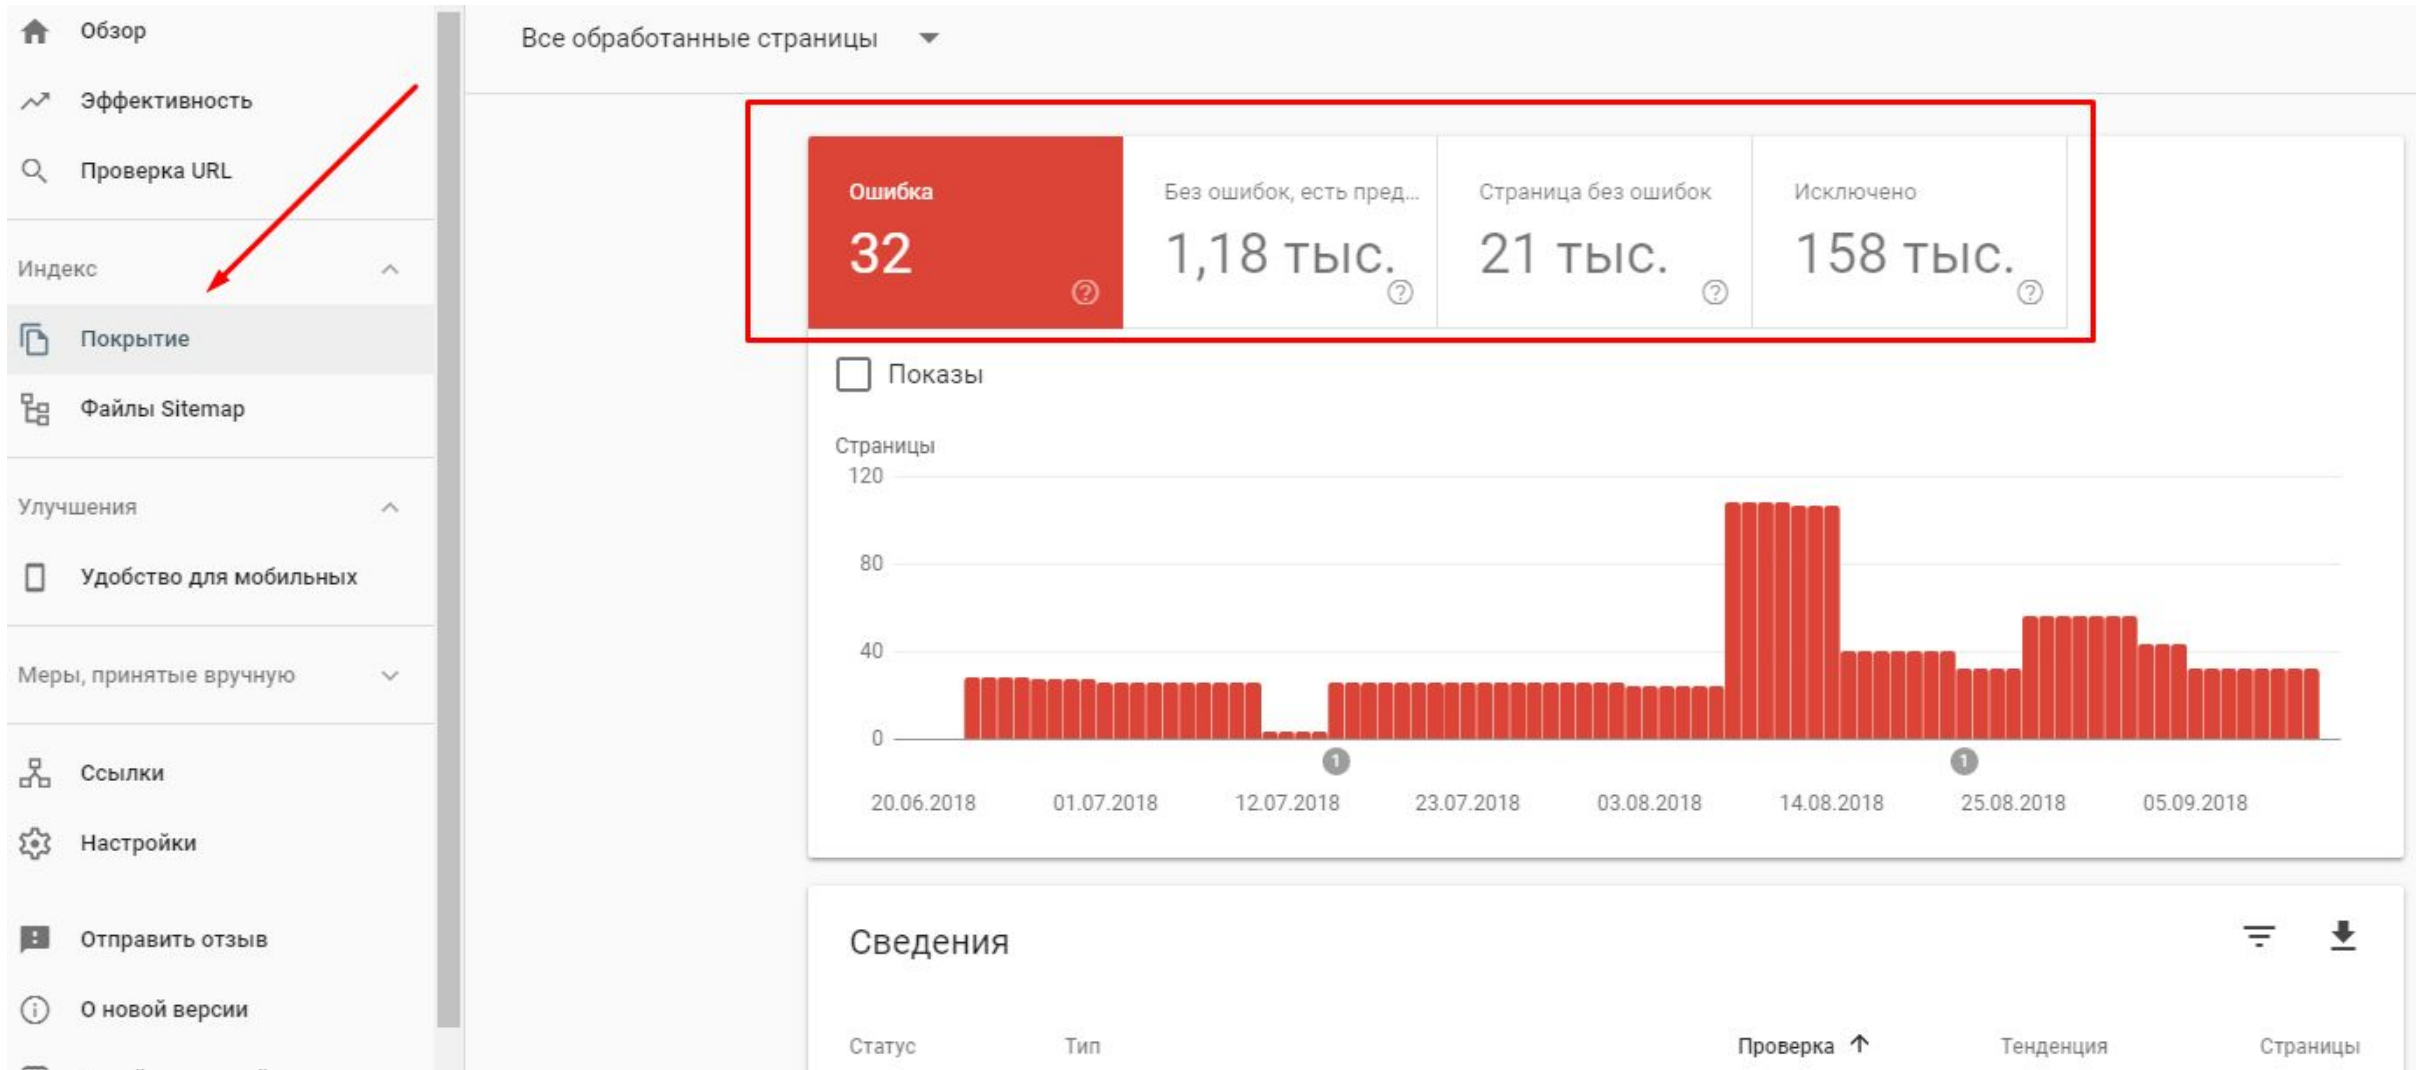 Обзор
Эффективность
Проверка URL
Индекс
Покрытие
Файлы Sitemap
Улучшения
Удобство для мобильных
Меры, принятые вручную
Ссылки
Настройки
Отправить отзыв
О новой версии
Все обработанные страницы
Ошибка
32
Без ошибок, есть пред...
1,18 тыс.
Страница без ошибок
21 тыс.
Исключено
158 тыс.
Показы
Страницы
120
80
40
0
1 1
20.06.2018 01.07.2018 12.07.2018 23.07.2018 03.08.2018 14.08.2018 25.08.2018 05.09.2018
Сведения
Статус Тип Проверка Тенденция Страницы